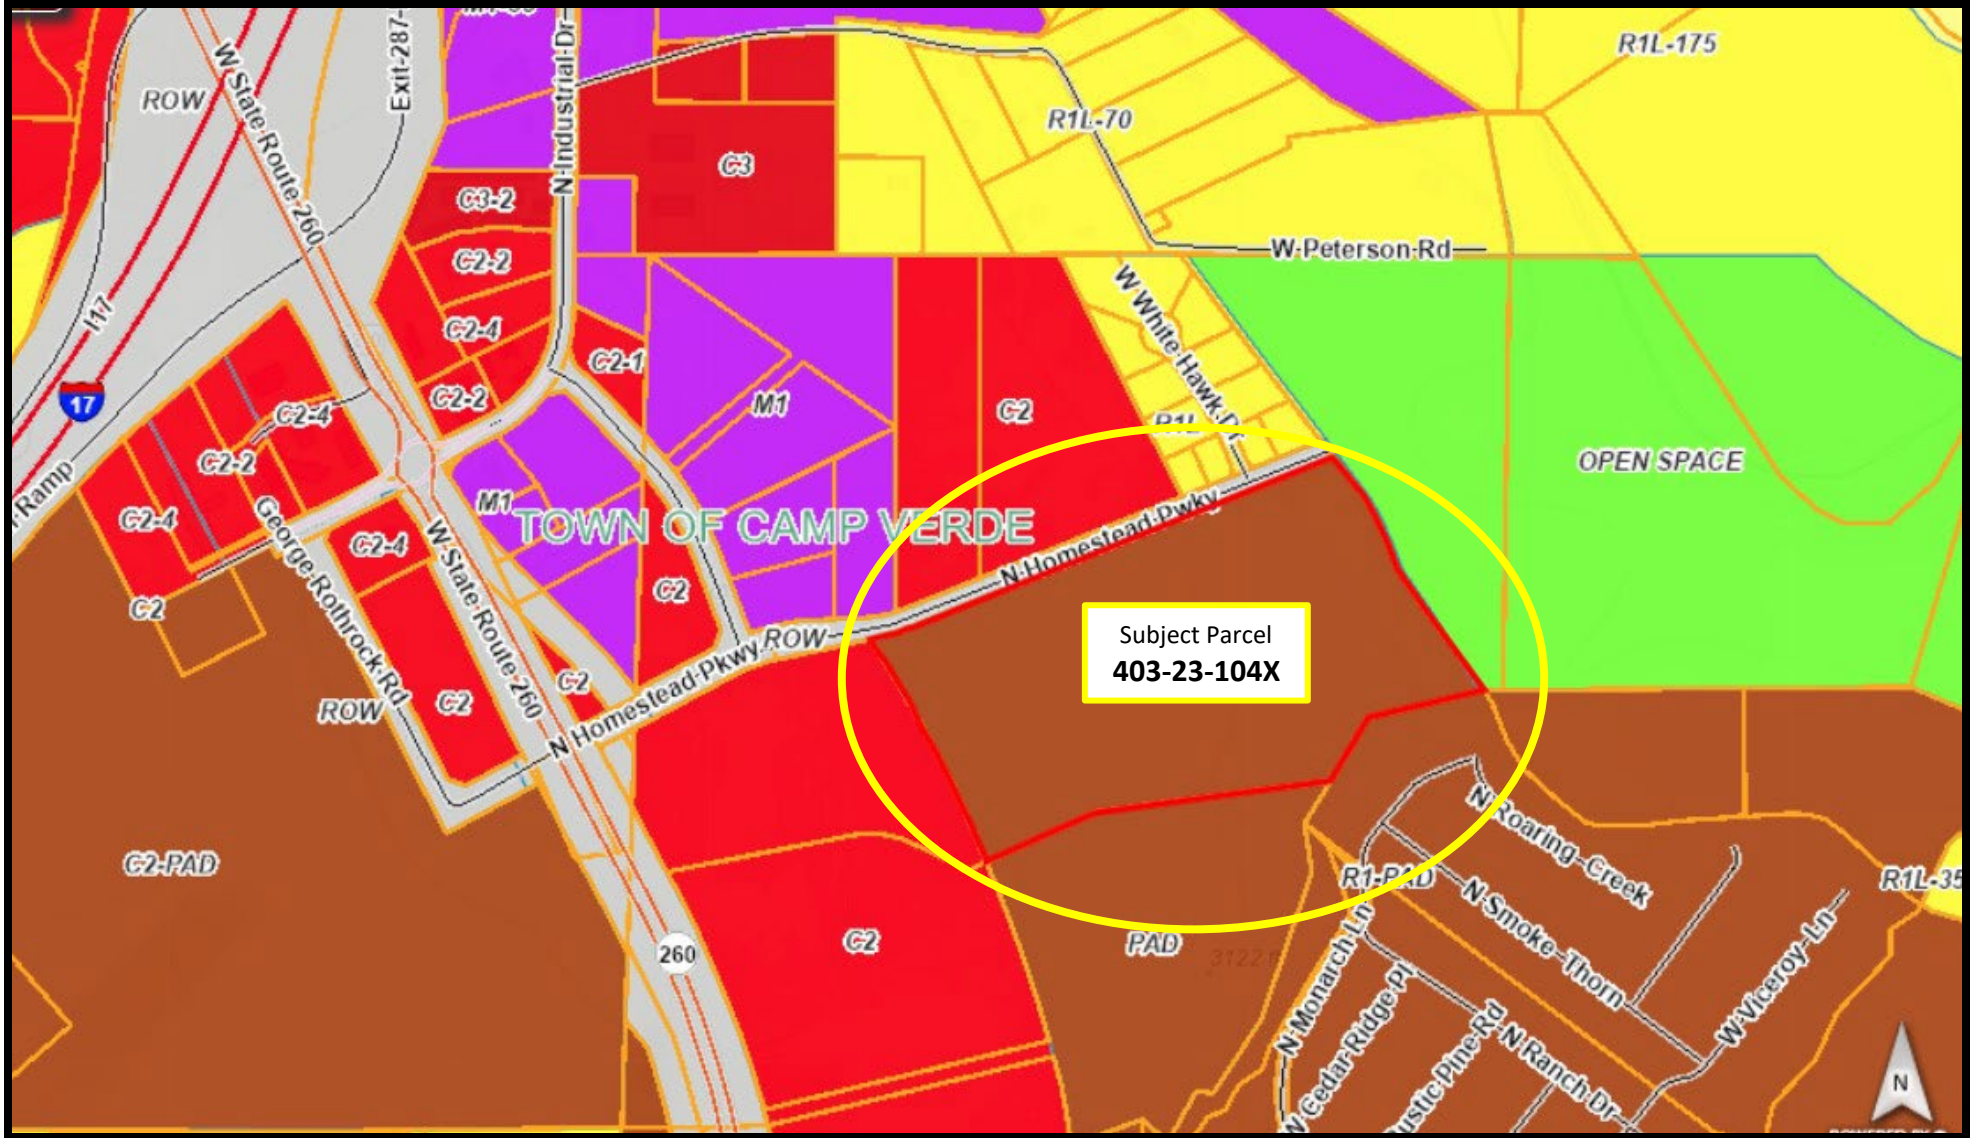 R1L-175
W State Route 260
ROW
Exit-287-
N Industrial Dr
R1L-70
C3
C3-2
C2-2
W Peterson Rd
I17
C2-4
W White Hawk Dr
C2-1
C2-2
17
C2-4
M1
C2
R1L
C2-2
OPEN SPACE
Ramp
C2-4
M1
George Rothrock Rd
C2-4
TOWN OF CAMP VERDE
N Homestead Pwky
W State Route 260
C2
C2
Subject Parcel
403-23-104X
ROW
N Homestead Pkwy
C2
C2
ROW
C2-PAD
N Roaring Creek
R1-PAD
R1L-35
N Smoke Thorn
C2
PAD
3122
260
N Monarch Ln
W Viceroy Ln
W Cedar Ridge Pl
Rustic Pine Rd
N Ranch Dr
N